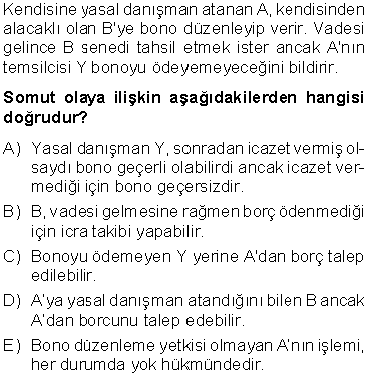 Kendisine yasal danışman atanan A, kendisinden
alacaklı olan B'ye bono düzenleyip verir. Vadesi
gelince B senedi tahsil etmek ister ancak A'nın
temsilcisi Y bonoyu ödeyemeyeceğini bildirir.
Somut olaya ilişkin aşağıdakilerden hangisi
doğrudur?
A) Yasal danışman Y, sonradan icazet vermiş ol-
saydı bono geçerli olabilirdi ancak icazet ver-
mediği için bono geçersizdir.
B) B, vadesi gelmesine rağmen borç ödenmediği
için icra takibi yapabilir.
C) Bonoyu ödemeyen Y yerine A'dan borç talep
edilebilir.
D) A'ya yasal danışman atandığını bilen B ancak
A'dan borcunu talep edebilir.
E) Bono düzenleme yetkisi olmayan A'nın işlemi,
her durumda yok hükmündedir.